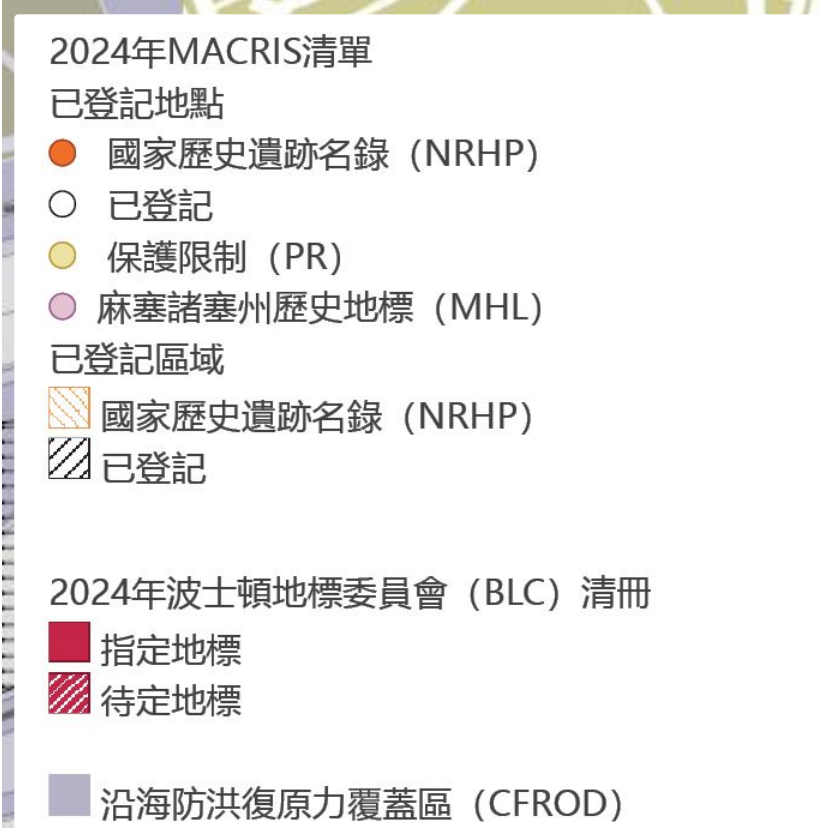 2024年MACRIS清單
已登記地點
國家歷史遺跡名錄（NRHP）
已登記
保護限制（PR）
麻塞諸塞州歷史地標（MHL）
已登記區域
國家歷史遺跡名錄（NRHP）
已登記
2024年波士頓地標委員會（BLC）清冊
指定地標
待定地標
沿海防洪復原力覆蓋區（CFROD）